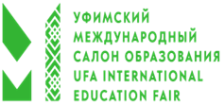 УФИМСКИЙ
МЕЖДУНАРОДНЫЙ
САЛОН ОБРАЗОВАНИЯ
UFA INTERNATIONAL
EDUCATION FAIR